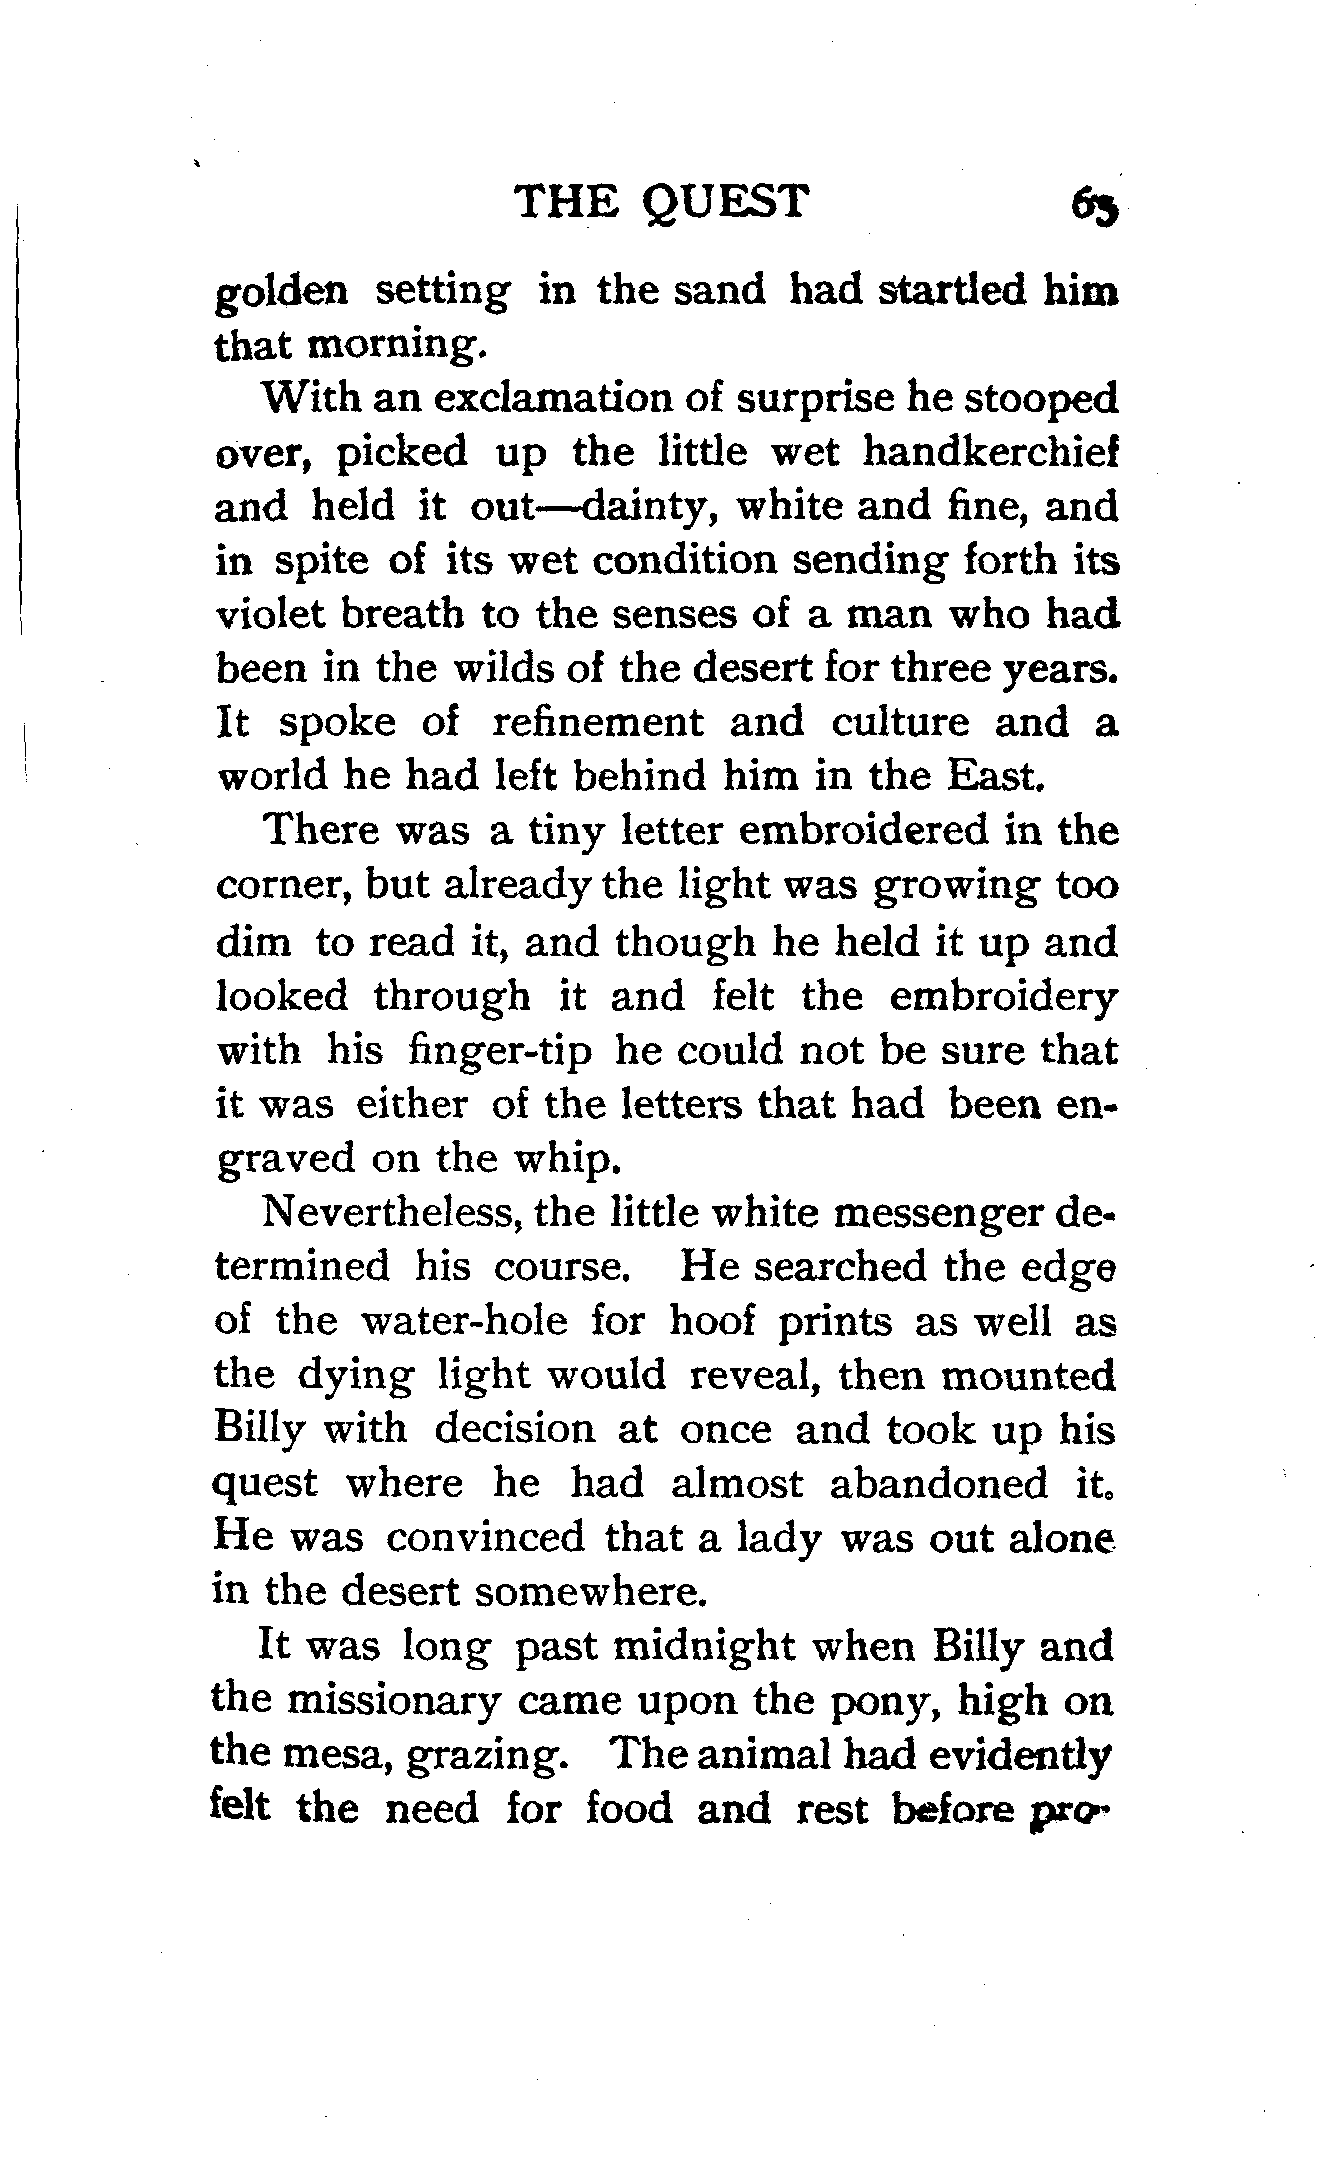 THE QUEST 65
golden setting in the sand had startled him
that morning.
With an exclamation of surprise he stooped
over, picked up the little wet handkerchief
and held it out—dainty, white and fine, and
in spite of its wet condition sending forth its
violet breath to the senses of a man who had
been in the wilds of the desert for three years.
It spoke of refinement and culture and a
world he had left behind him in the East.
There was a tiny letter embroidered in the
corner, but already the light was growing too
dim to read it, and though he held it up and
looked through it and felt the embroidery
with his finger-tip he could not be sure that
it was either of the letters that had been en-
graved on the whip.
Nevertheless, the little white messenger de-
termined his course. He searched the edge
of the water-hole for hoof prints as well as
the dying light would reveal, then mounted
Billy with decision at once and took up his
quest where he had almost abandoned it.
He was convinced that a lady was out alone
in the desert somewhere.
It was long past midnight when Billy and
the missionary came upon the pony, high on
the mesa, grazing. The animal had evidently
felt the need for food and rest before pro-